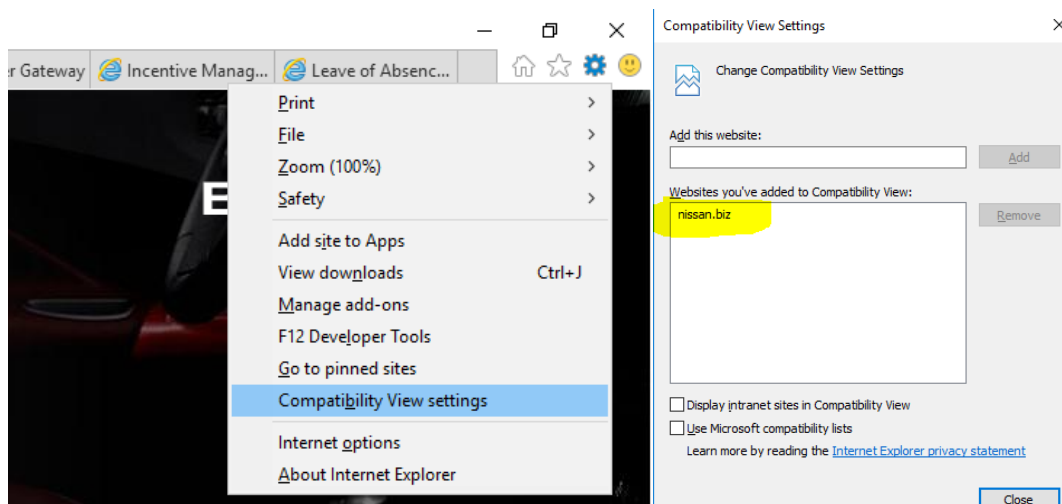 r Gateway
Incentive Manag...
Leave of Absenc...
E
Print
File
Zoom (100%)
Safety
Add site to Apps
View downloads Ctrl+J
Manage add-ons
F12 Developer Tools
Go to pinned sites
Compatibility View settings
Internet options
About Internet Explorer
Compatibility View Settings
Change Compatibility View Settings
Add this website:
Add
Websites you've added to Compatibility View:
nissan.biz
Remove
Display intranet sites in Compatibility View
Use Microsoft compatibility lists
Learn more by reading the Internet Explorer privacy statement
Close